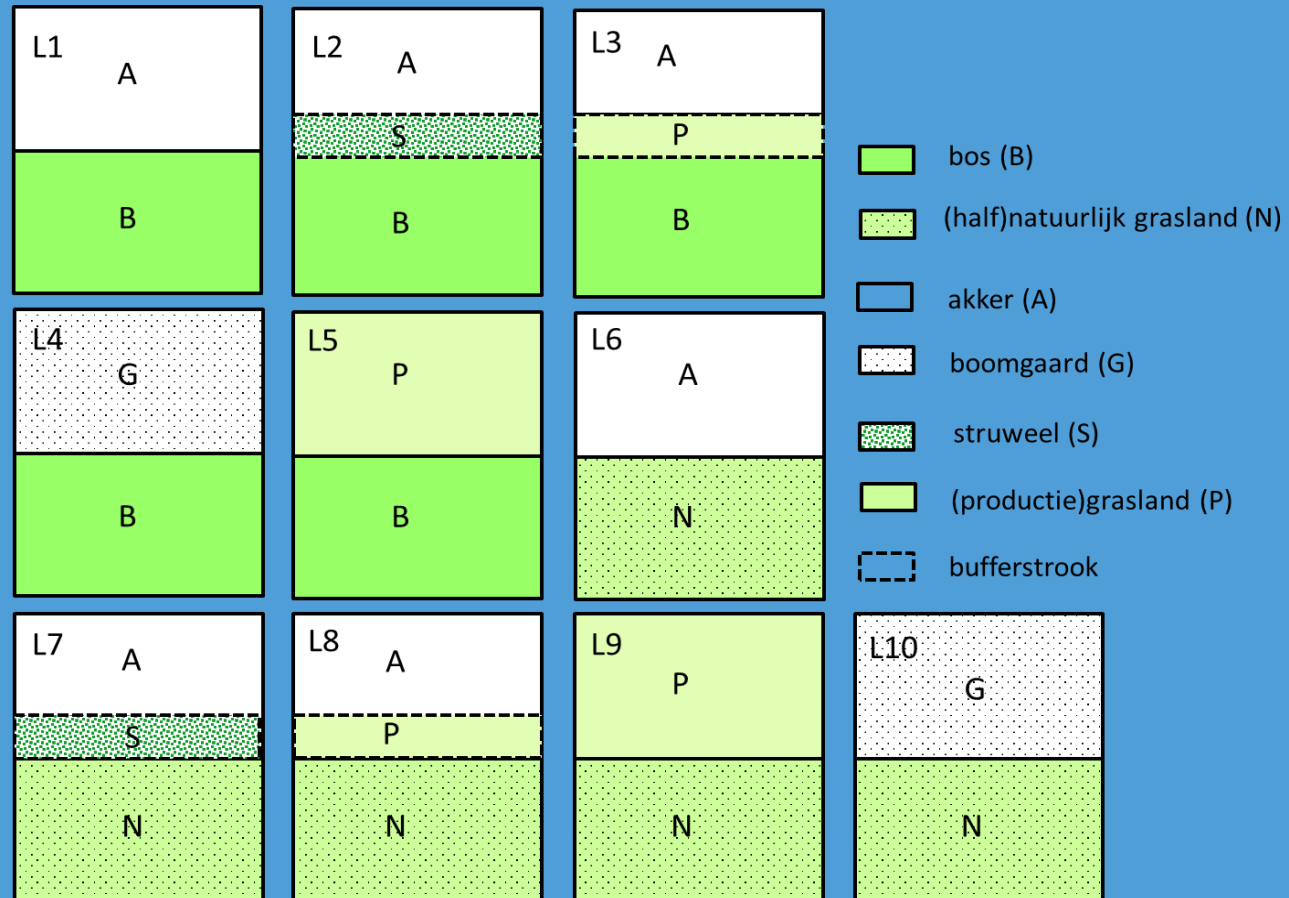 L1
A
B
L2
A
S
B
L3
A
P
B
L4
G
B
L5
P
B
L6
A
N
L7
A
S
N
L8
A
P
N
L9
P
N
L10
G
N
bos (B)
(half)natuurlijk grasland (N)
akker (A)
boomgaard (G)
struweel (S)
(productie)grasland (P)
bufferstrook